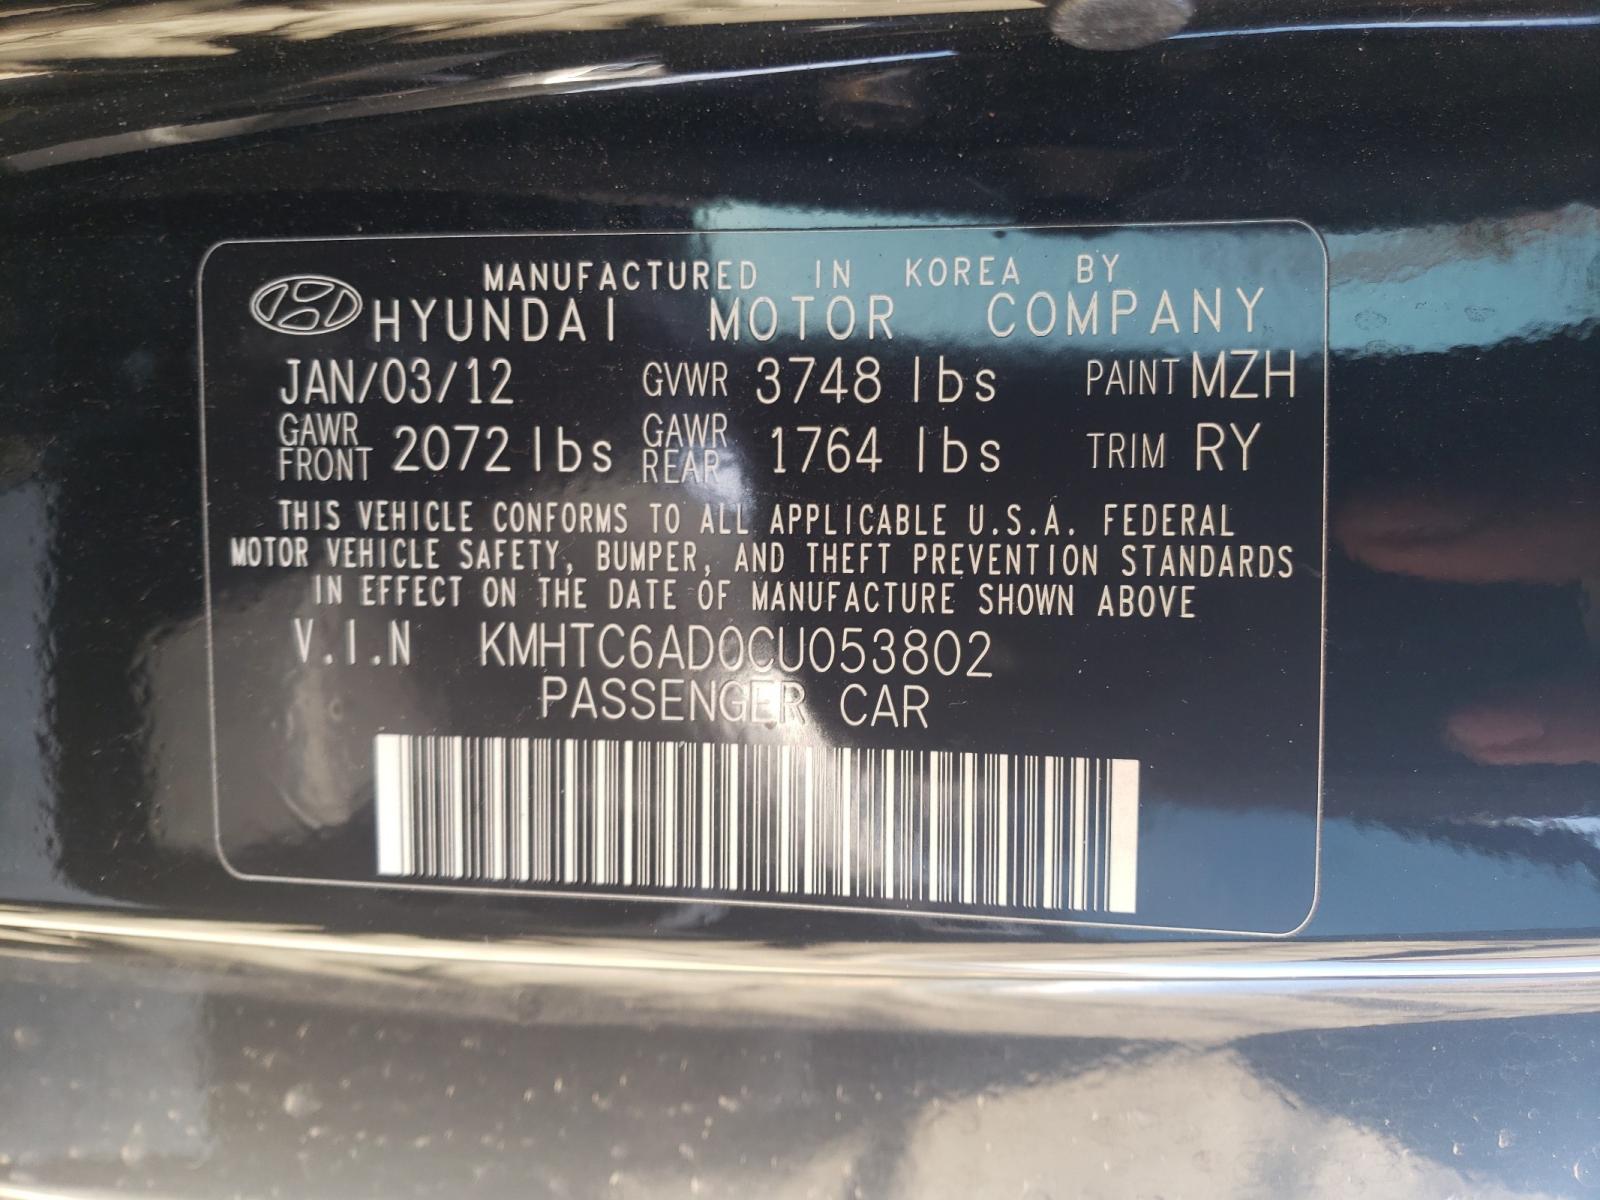 MANUFACTURED IN KOREA BY
HYUNDAI MOTOR COMPANY
JAN/03/12 GVWR 3748 lbs PAINT MZH
GAWR FRONT 2072 lbs GAWR REAR 1764 lbs TRIM RY
THIS VEHICLE CONFORMS TO ALL APPLICABLE U.S.A. FEDERAL
MOTOR VEHICLE SAFETY, BUMPER, AND THEFT PREVENTION STANDARDS
IN EFFECT ON THE DATE OF MANUFACTURE SHOWN ABOVE
V.I.N KMHTC6AD0CU053802
PASSENGER CAR